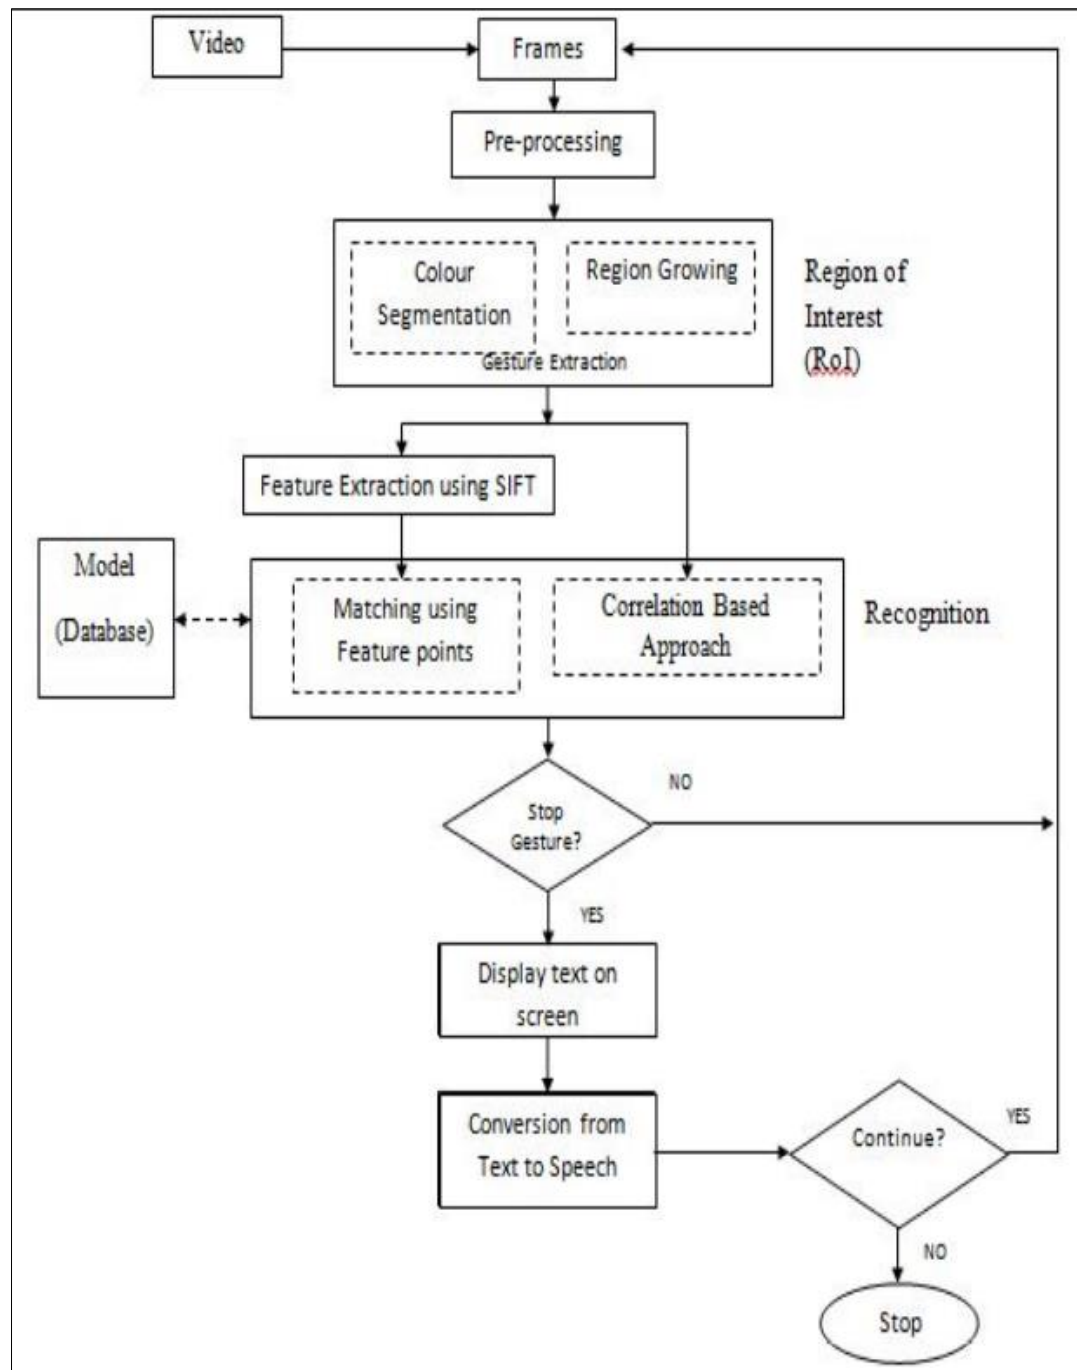 Video
Frames
Pre-processing
Colour
Segmentation
Region Growing
Gesture Extraction
Region of
Interest
(RoI)
Feature Extraction using SIFT
Model
(Database)
Matching using
Feature points
Correlation Based
Approach
Recognition
Stop
Gesture?
NO
YES
Display text on
screen
Conversion from
Text to Speech
Continue?
YES
NO
Stop